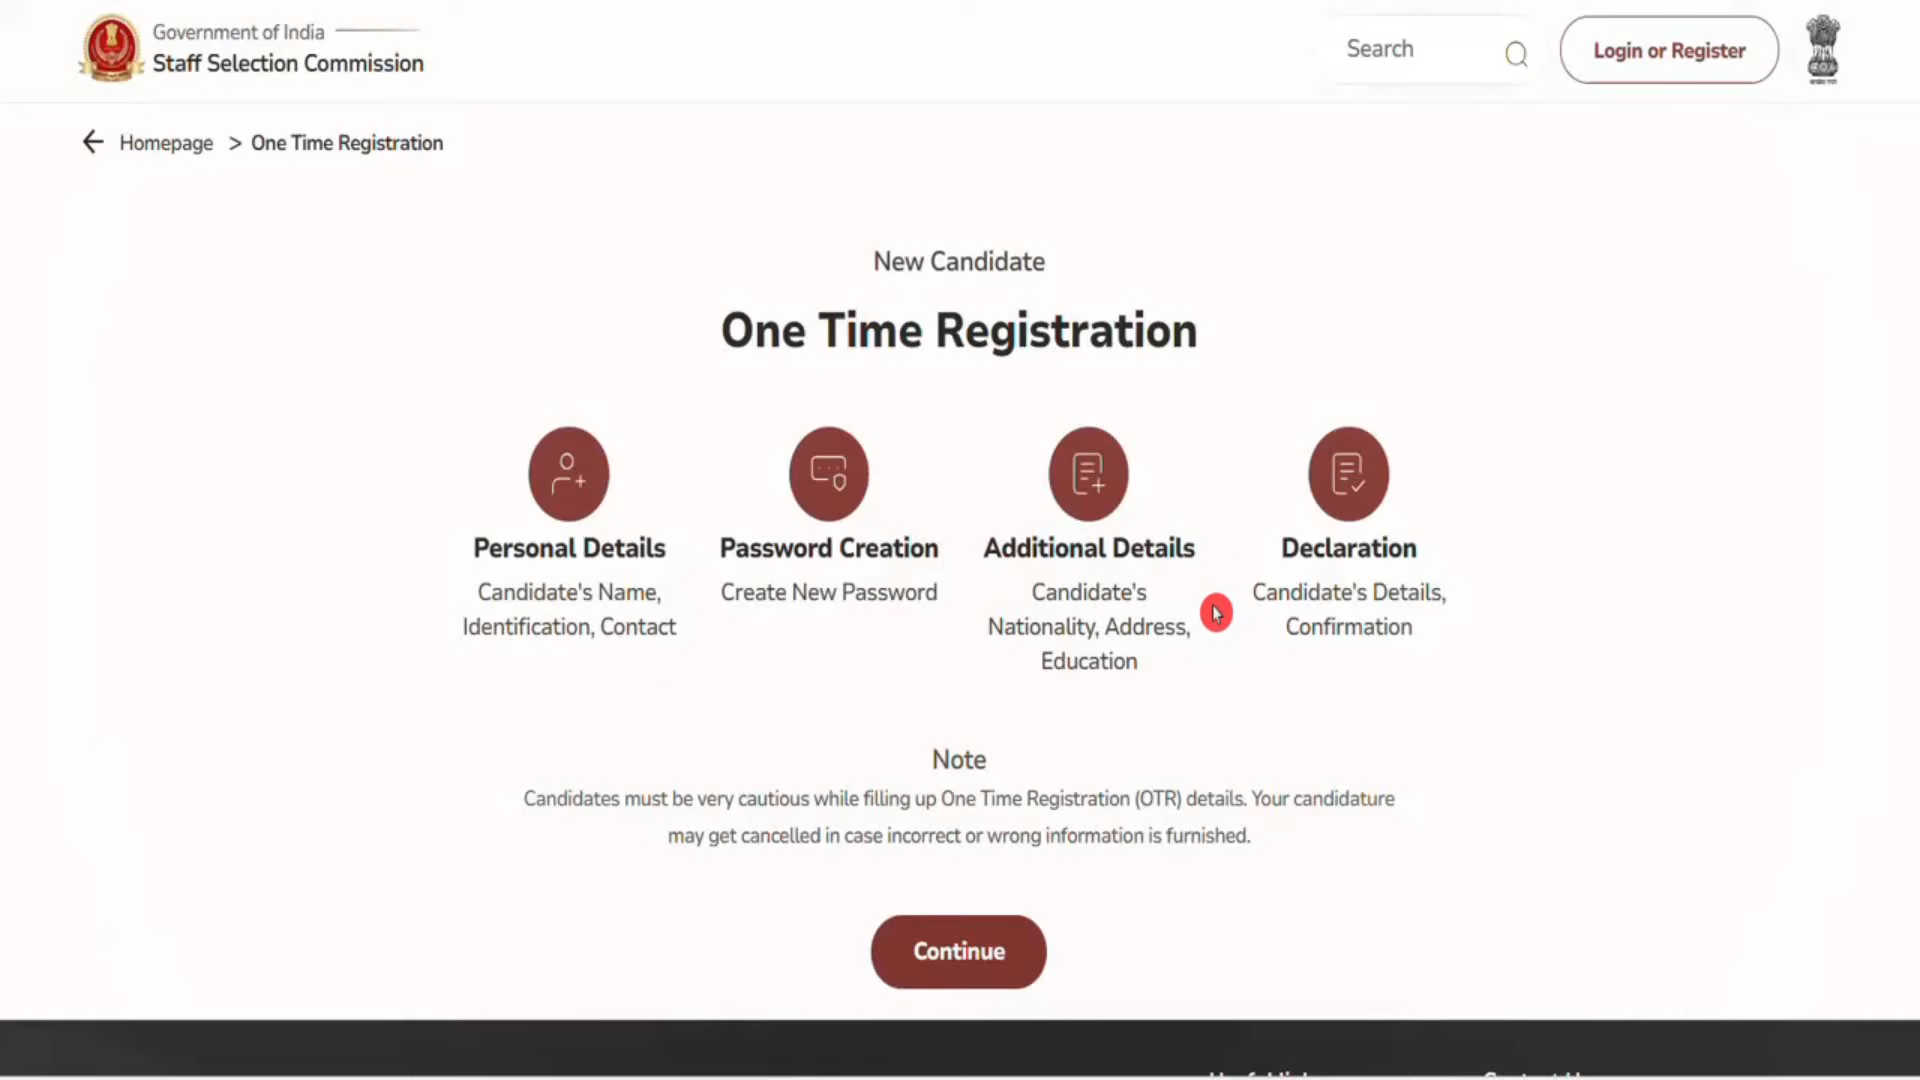 Government of India
Staff Selection Commission
Search
Login or Register
Homepage > One Time Registration
New Candidate
One Time Registration
Personal Details
Candidate's Name,
Identification, Contact
Password Creation
Create New Password
Additional Details
Candidate's
Nationality, Address,
Education
Declaration
Candidate's Details,
Confirmation
Note
Candidates must be very cautious while filling up One Time Registration (OTR) details. Your candidature
may get cancelled in case incorrect or wrong information is furnished.
Continue